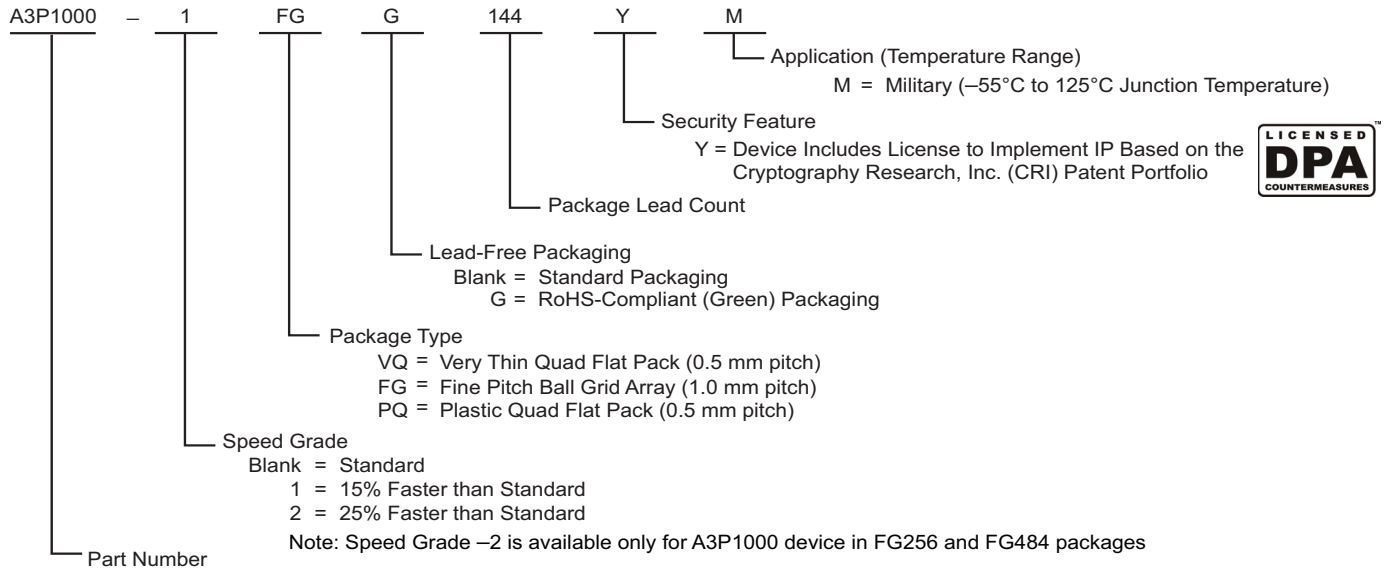 A3P1000 – 1 FG G 144 Y M
Application (Temperature Range)
M = Military (–55°C to 125°C Junction Temperature)
Security Feature
Y = Device Includes License to Implement IP Based on the
Cryptography Research, Inc. (CRI) Patent Portfolio
LICENSED
DPA
COUNTERMEASURES
™
Package Lead Count
Lead-Free Packaging
Blank = Standard Packaging
G = RoHS-Compliant (Green) Packaging
Package Type
VQ = Very Thin Quad Flat Pack (0.5 mm pitch)
FG = Fine Pitch Ball Grid Array (1.0 mm pitch)
PQ = Plastic Quad Flat Pack (0.5 mm pitch)
Speed Grade
Blank = Standard
1 = 15% Faster than Standard
2 = 25% Faster than Standard
Note: Speed Grade –2 is available only for A3P1000 device in FG256 and FG484 packages
Part Number